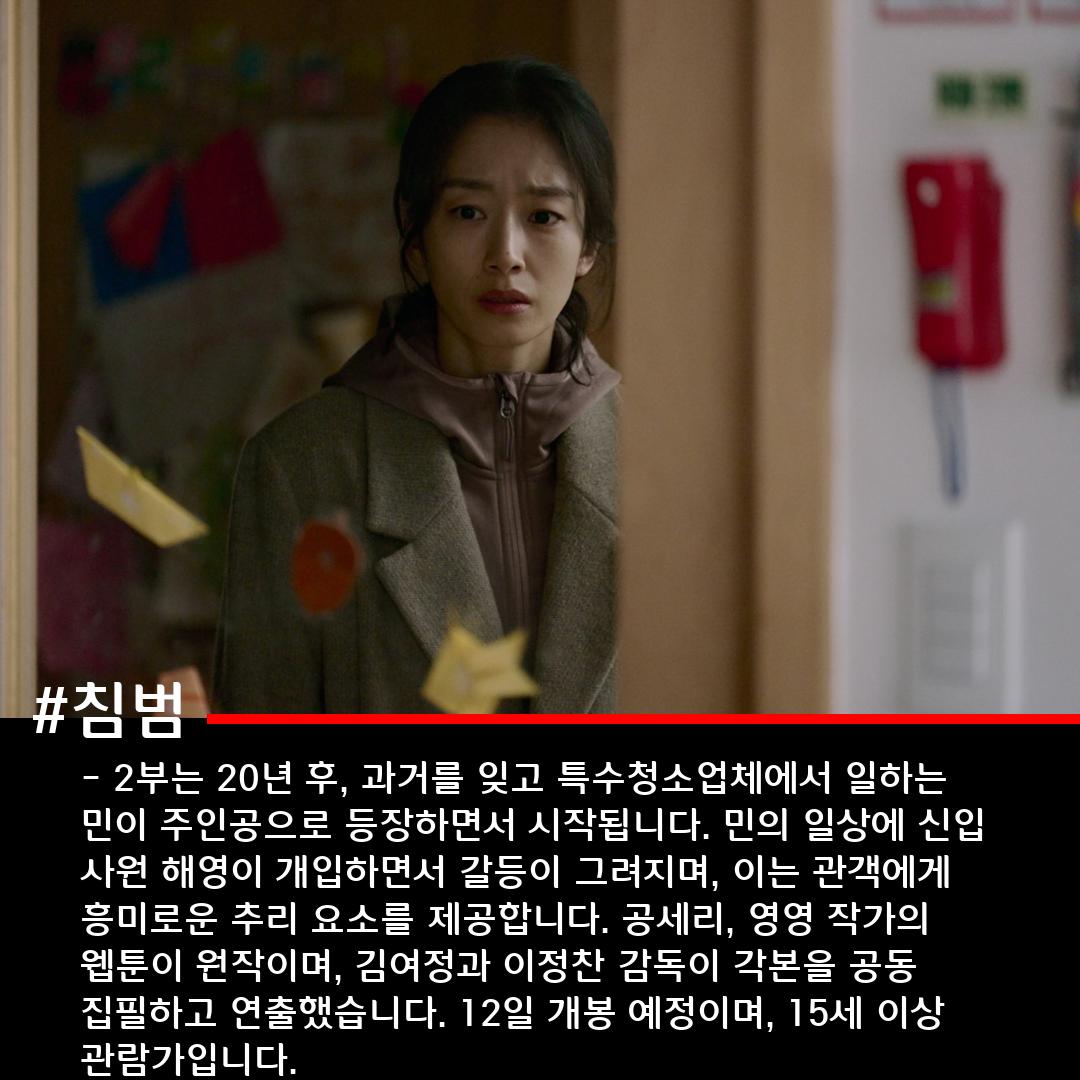 #침범
- 2부는 20년 후, 과거를 잊고 특수청소업체에서 일하는
민이 주인공으로 등장하면서 시작됩니다. 민의 일상에 신입
사원 해영이 개입하면서 갈등이 그려지며, 이는 관객에게
흥미로운 추리 요소를 제공합니다. 공세리, 영영 작가의
웹툰이 원작이며, 김여정과 이정찬 감독이 각본을 공동
집필하고 연출했습니다. 12일 개봉 예정이며, 15세 이상
관람가입니다.